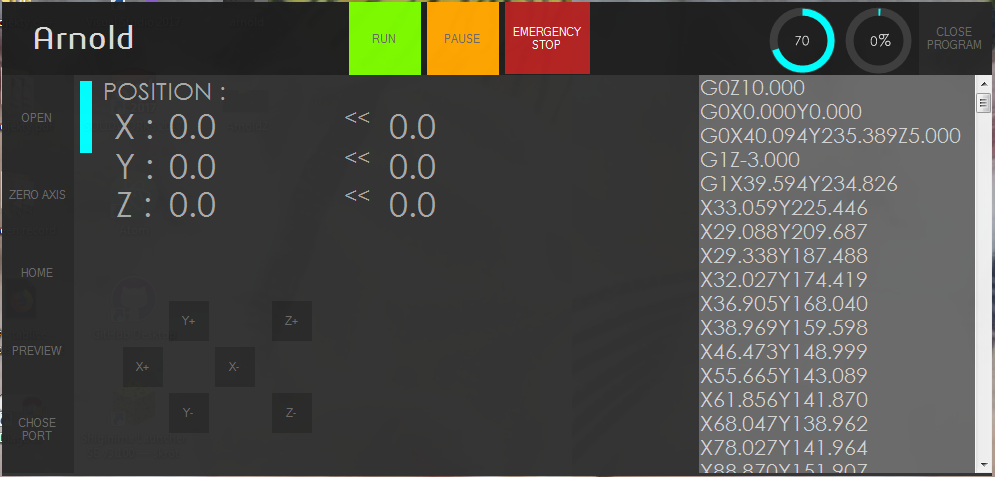 Arnold
RUN
PAUSE
EMERGENCY
STOP
70
0%
CLOSE
PROGRAM
OPEN
ZERO AXIS
HOME
PREVIEW
CHOSE
PORT
POSITION :
X : 0.0 << 0.0
Y : 0.0 << 0.0
Z : 0.0 << 0.0
Y+
Z+
X+
X-
Y-
Z-
G0Z10.000
G0X0.000Y0.000
G0X40.094Y235.389Z5.000
G1Z-3.000
G1X39.594Y234.826
X33.059Y225.446
X29.088Y209.687
X29.338Y187.488
X32.027Y174.419
X36.905Y168.040
X38.969Y159.598
X46.473Y148.999
X55.665Y143.089
X61.856Y141.870
X68.047Y138.962
X78.027Y141.964
X88.870Y151.907